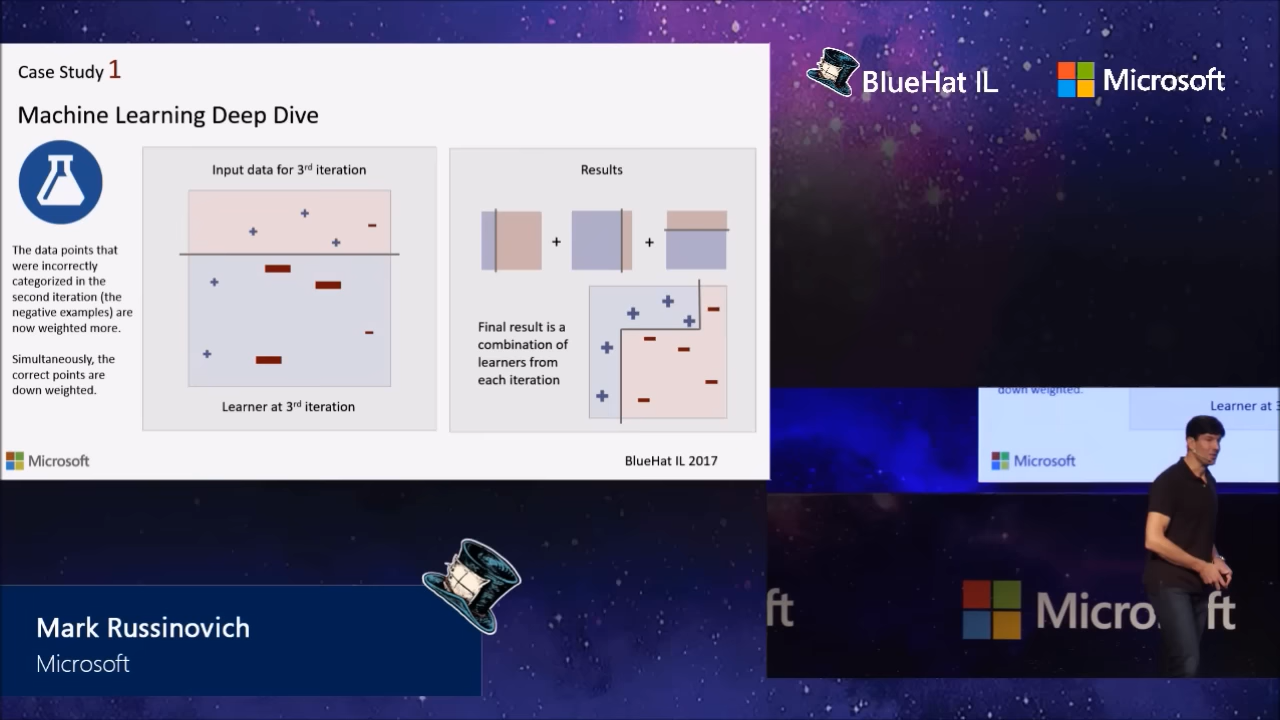 Case Study 1
Machine Learning Deep Dive
The data points that
were incorrectly
categorized in the
second iteration (the
negative examples) are
now weighted more.
Simultaneously, the
correct points are
down weighted.
Input data for 3rd iteration
Learner at 3rd iteration
Results
+
+
Final result is a
combination of
learners from
each iteration
Microsoft
BlueHat IL 2017
BlueHat IL
Microsoft
down weighted.
Learner at 3
Microsoft
ft
Micro ft
Mark Russinovich
Microsoft